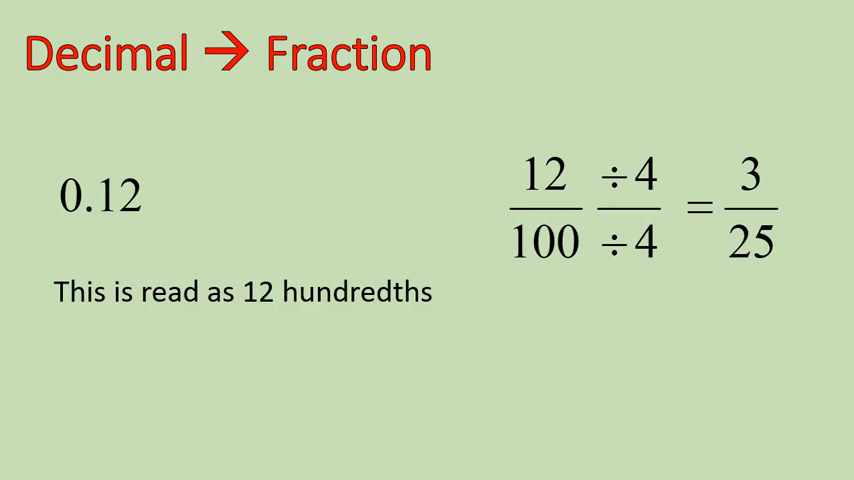 Decimal → Fraction
0.12
12/100 ÷4/÷4 = 3/25
This is read as 12 hundredths